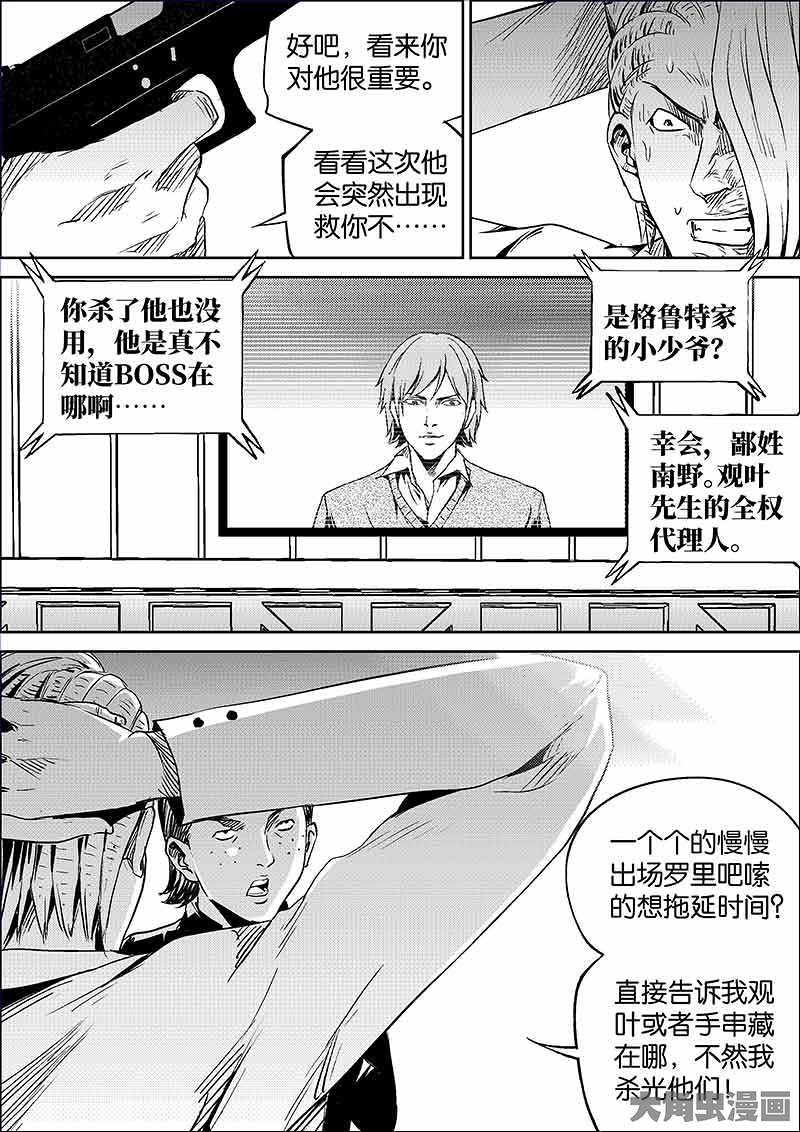 好吧，看来你
对他很重要。
看看这次他
会突然出现
救你不……
你杀了他也没
用，他是真不
知道BOSS在
哪啊……
是格鲁特家
的小少爷？
幸会，鄙姓
南野。观叶
先生的全权
代理人。
一个个的慢慢
出场罗里吧嗦
的想拖延时间？
直接告诉我观
叶或者手串藏
在哪，不然我
杀光他们！
大角虫漫画